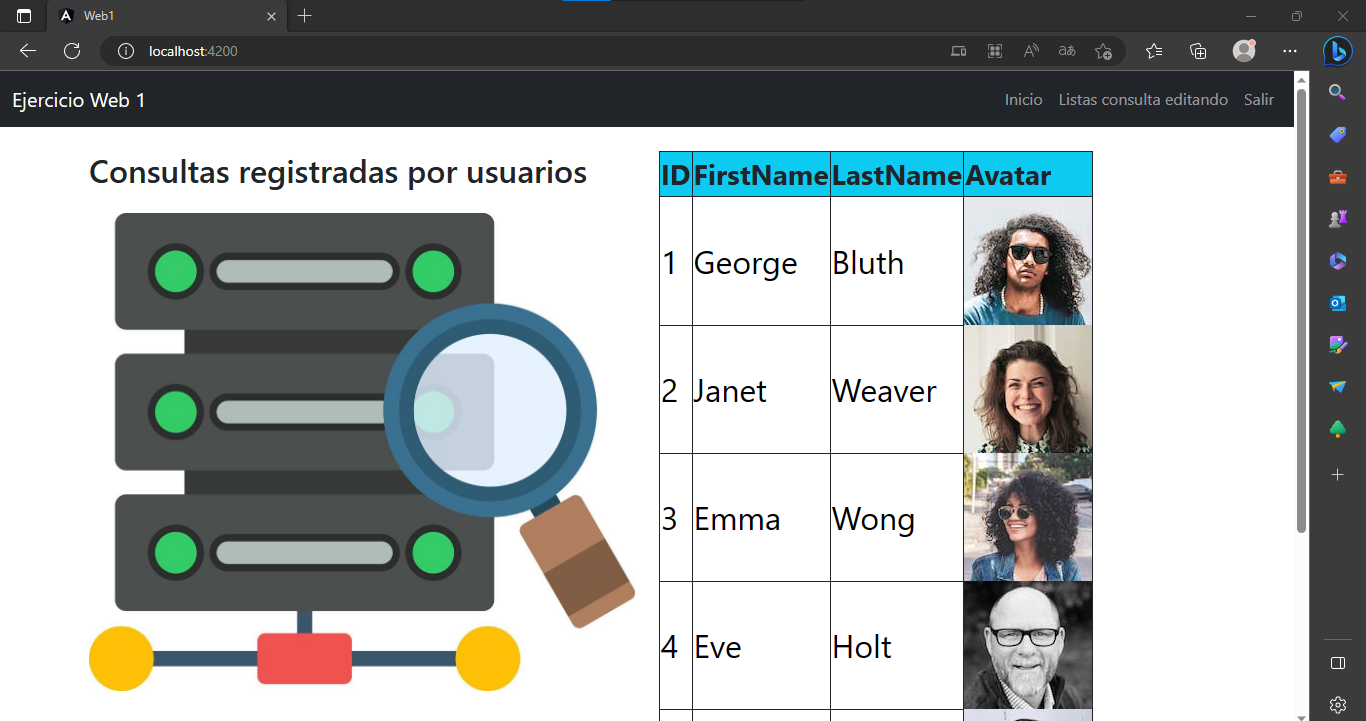 Web1
localhost:4200
Ejercicio Web 1
Inicio Listas consulta editando Salir
Consultas registradas por usuarios
ID FirstName LastName Avatar
1 George Bluth
2 Janet Weaver
3 Emma Wong
4 Eve Holt